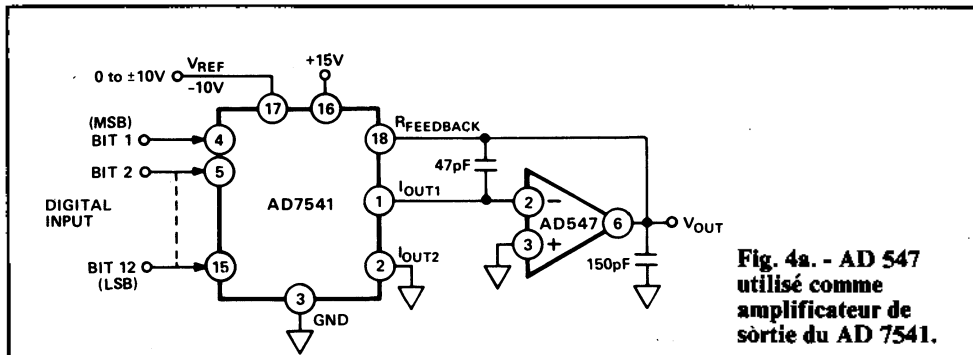 +15V
VREF
0 to ±10V
-10V
17
16
(MSB)
BIT 1
4
18
RFEEDBACK
BIT 2
5
47pF
DIGITAL
INPUT
AD7541
1
IOUT1
2
−
AD547
6
VOUT
3
+
BIT 12
(LSB)
15
2
IOUT2
150pF
3
GND
Fig. 4a. - AD 547
utilisé comme
amplificateur de
sortie du AD 7541.